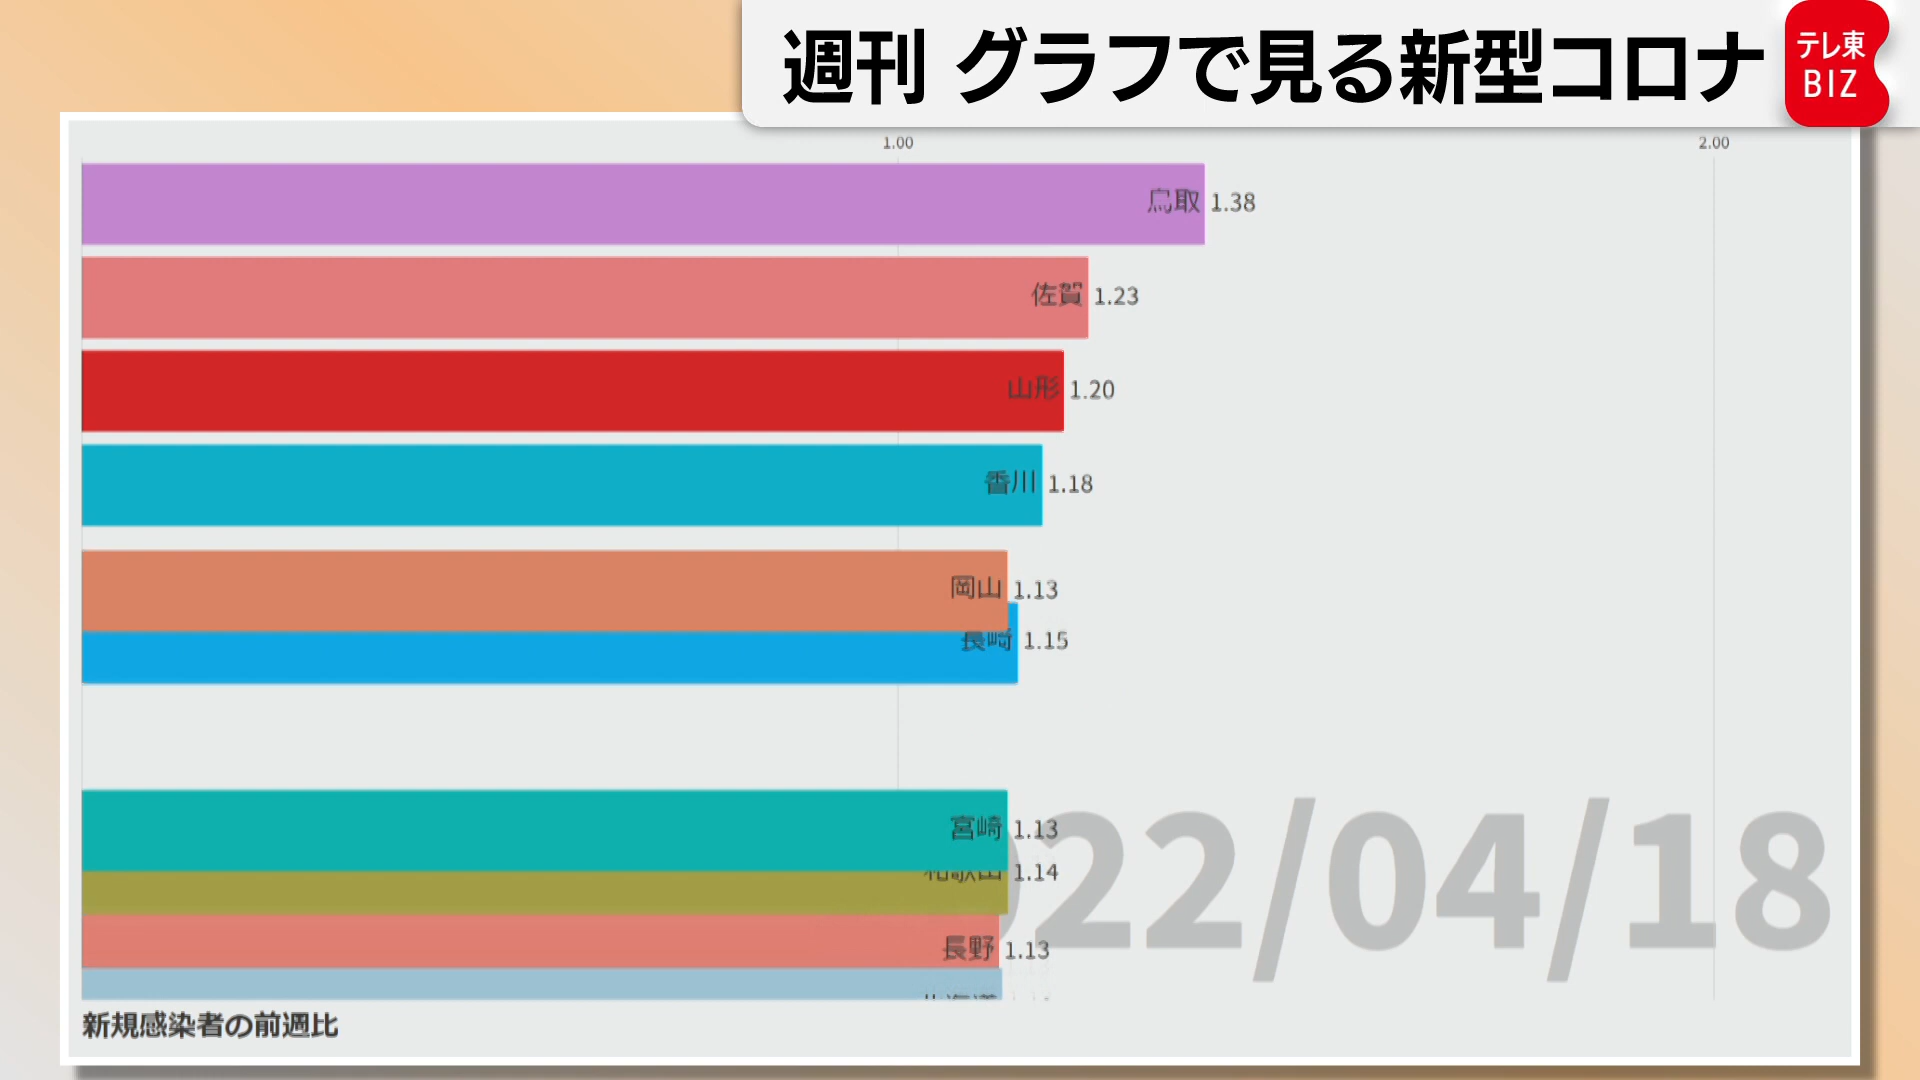 週刊 グラフで見る新型コロナ
テレ東
BIZ
1.00 2.00
鳥取 1.38
佐賀 1.23
山形 1.20
香川 1.18
岡山 1.13
長崎 1.15
宮崎 1.13
和歌山 1.14
長野 1.13
22/04/18
新規感染者の前週比